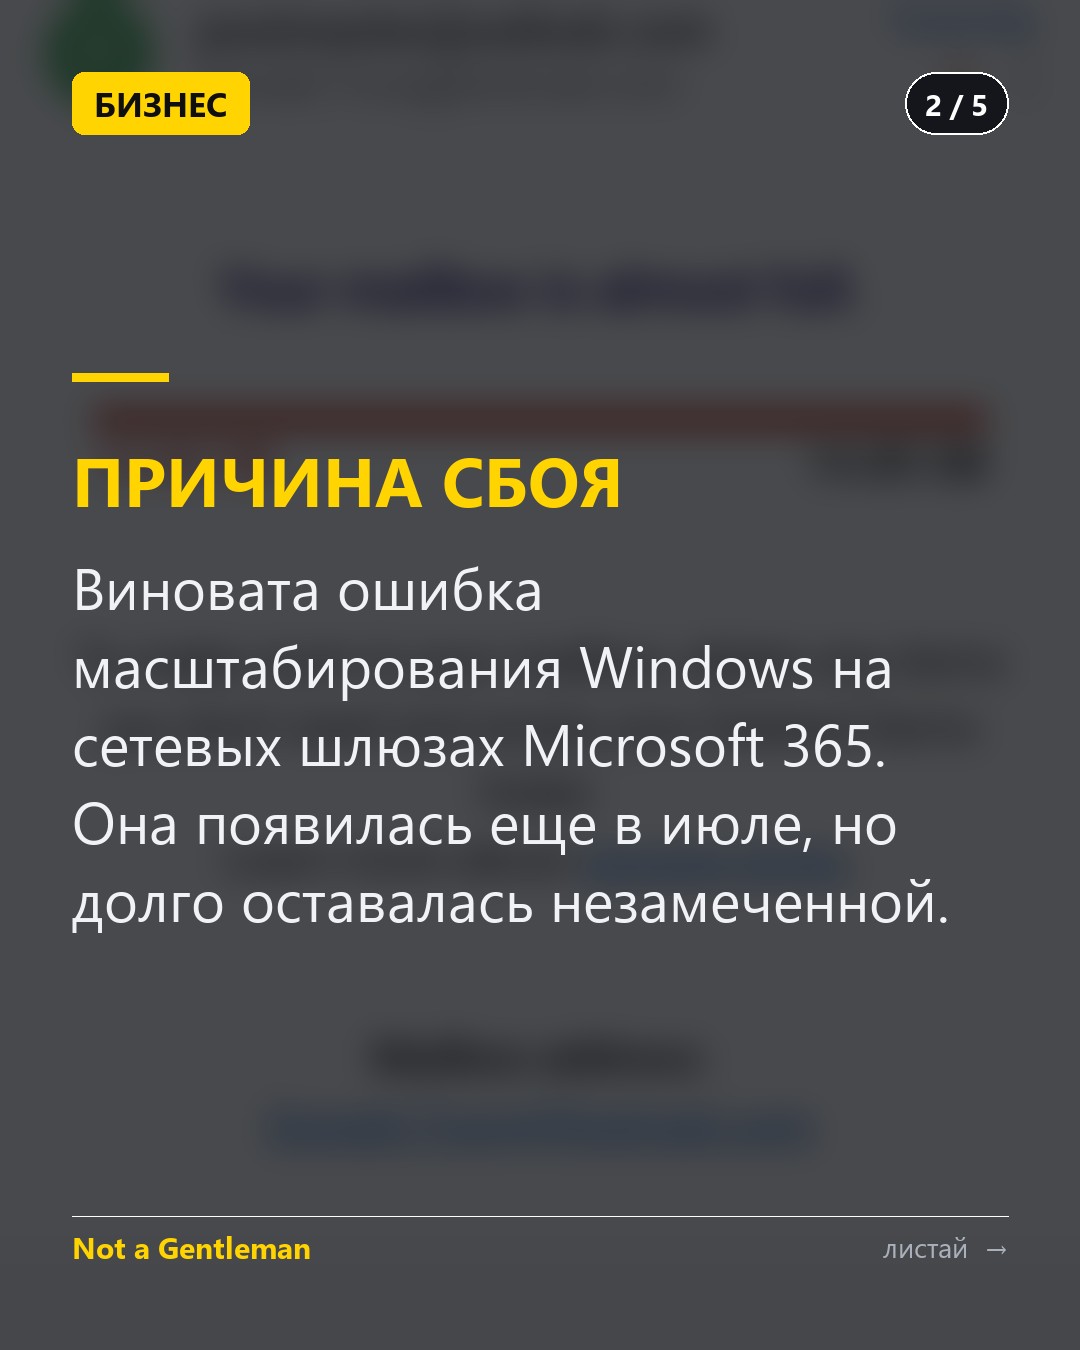 БИЗНЕС
2 / 5
ПРИЧИНА СБОЯ
Виновата ошибка
масштабирования Windows на
сетевых шлюзах Microsoft 365.
Она появилась еще в июле, но
долго оставалась незамеченной.
Not a Gentleman
листай →